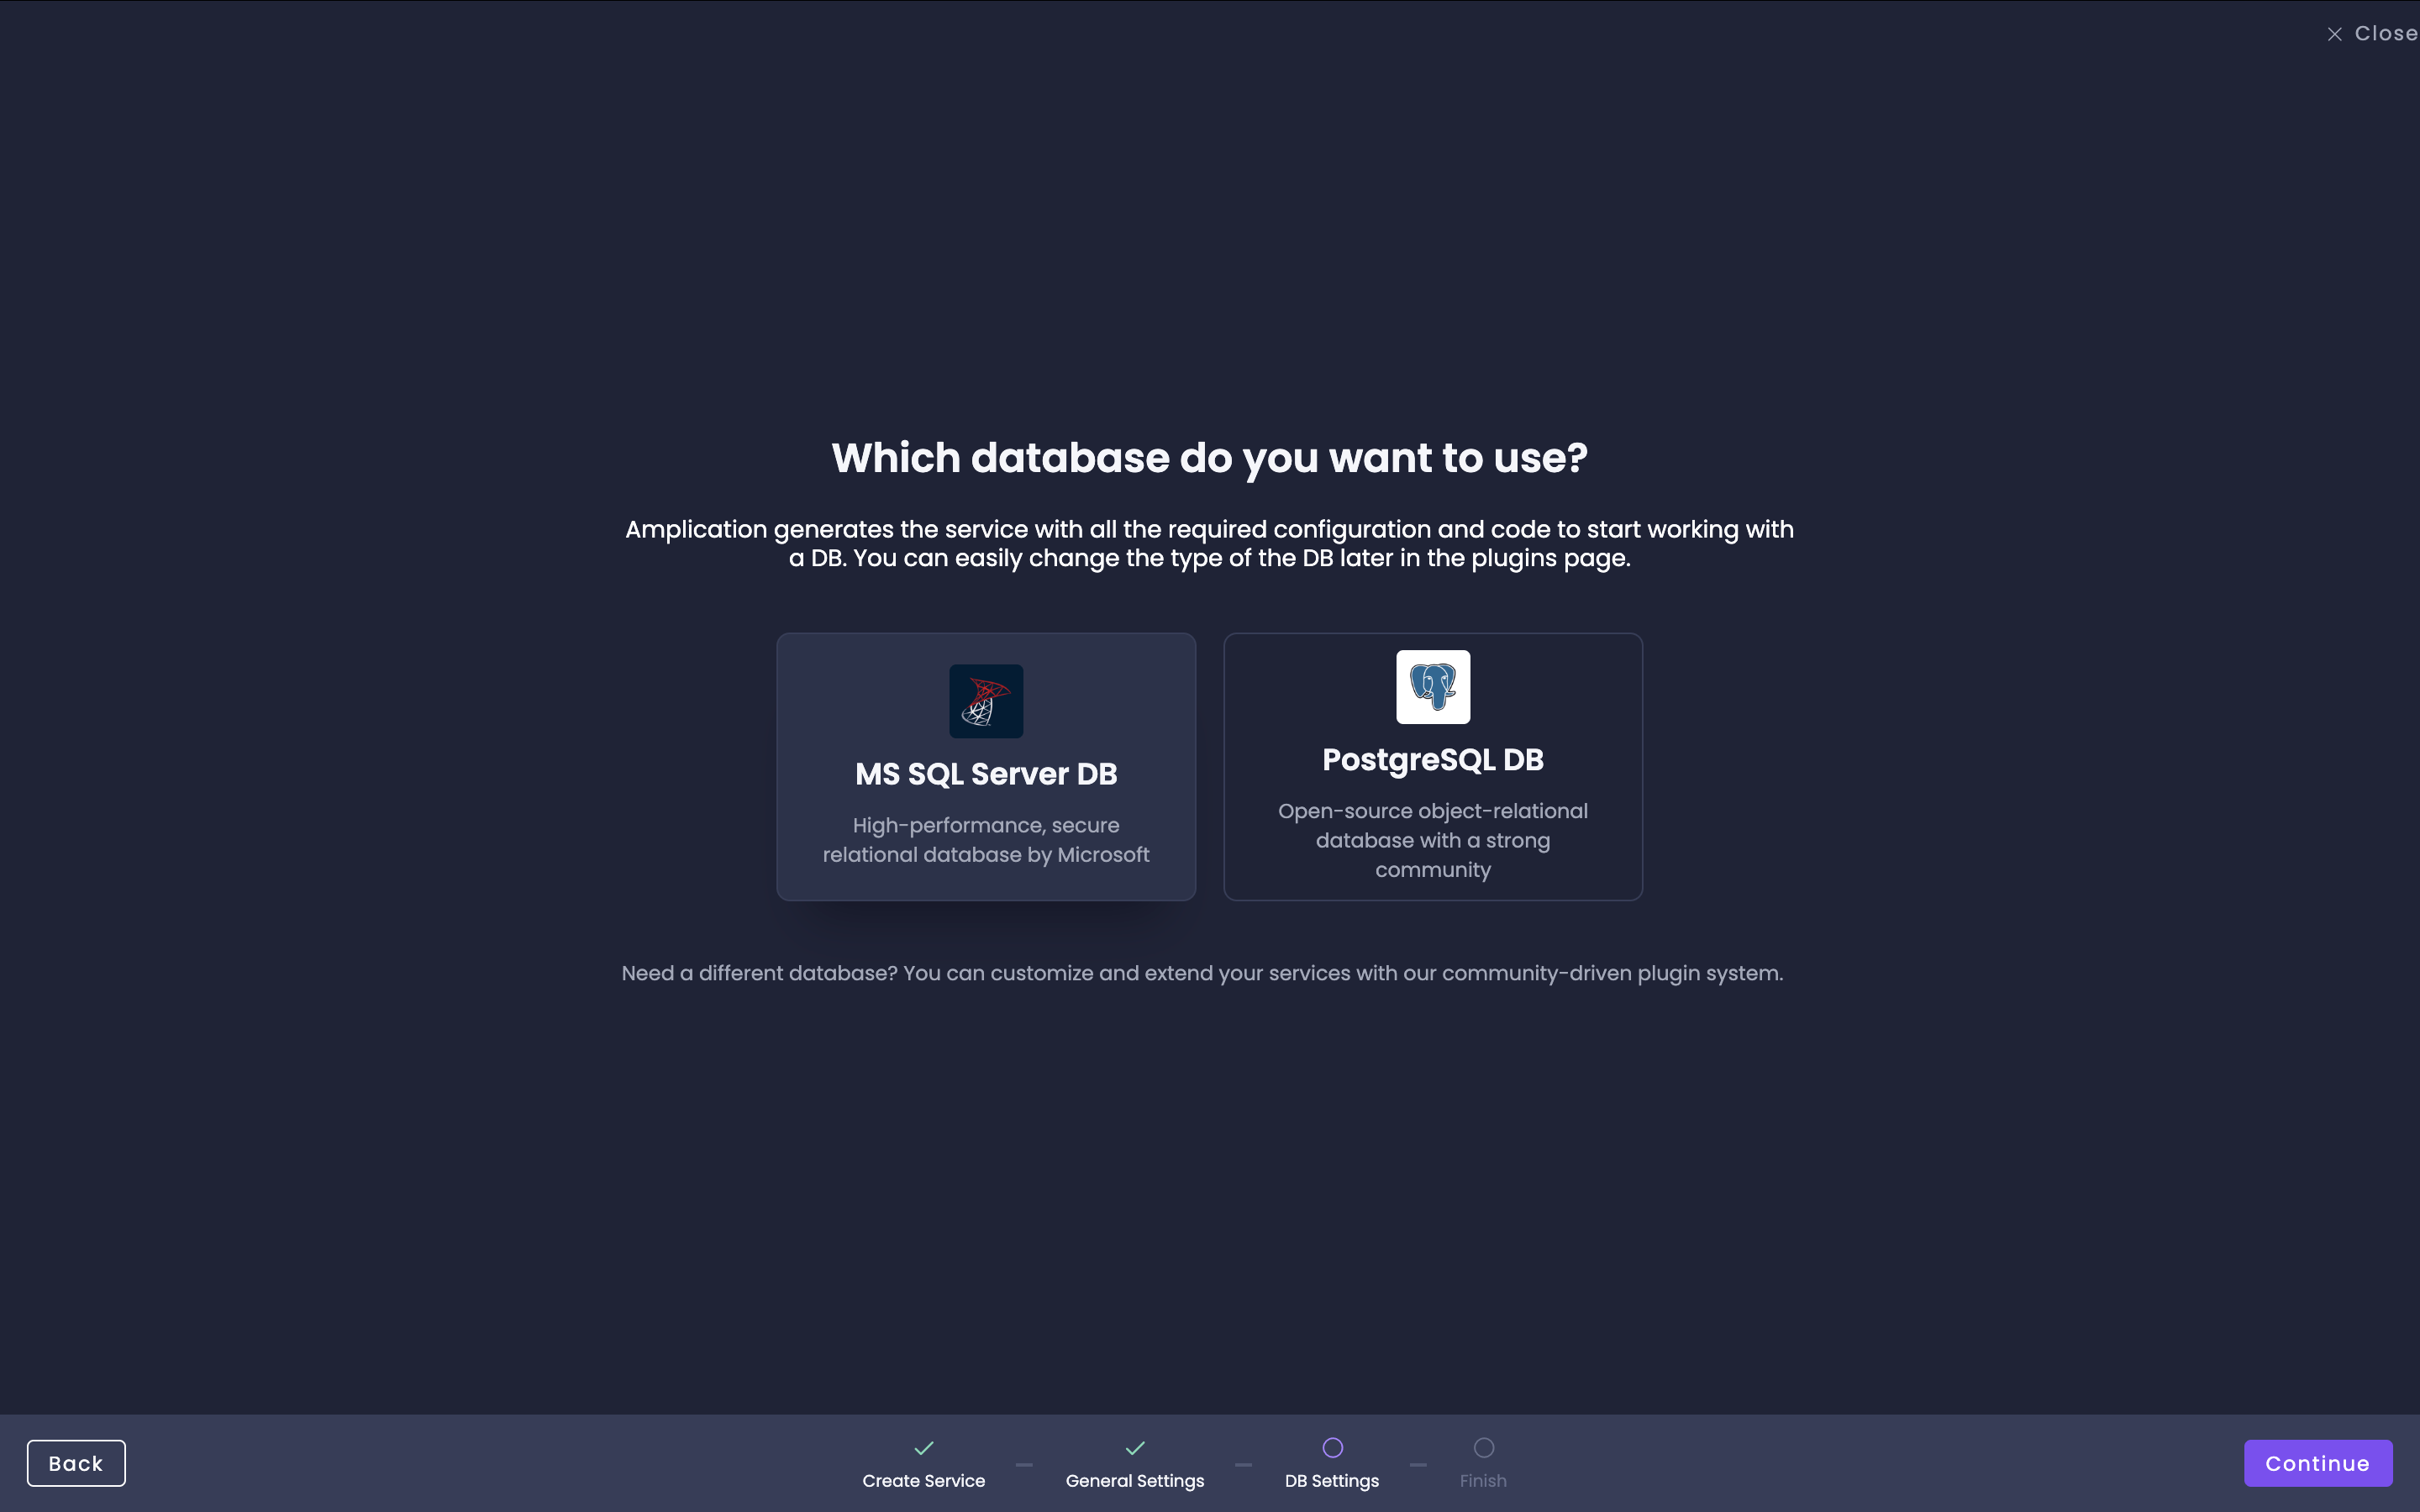 Close
Which database do you want to use?
Amplication generates the service with all the required configuration and code to start working with
a DB. You can easily change the type of the DB later in the plugins page.
MS SQL Server DB
High-performance, secure
relational database by Microsoft
PostgreSQL DB
Open-source object-relational
database with a strong
community
Need a different database? You can customize and extend your services with our community-driven plugin system.
Back
Create Service
General Settings
DB Settings
Finish
Continue